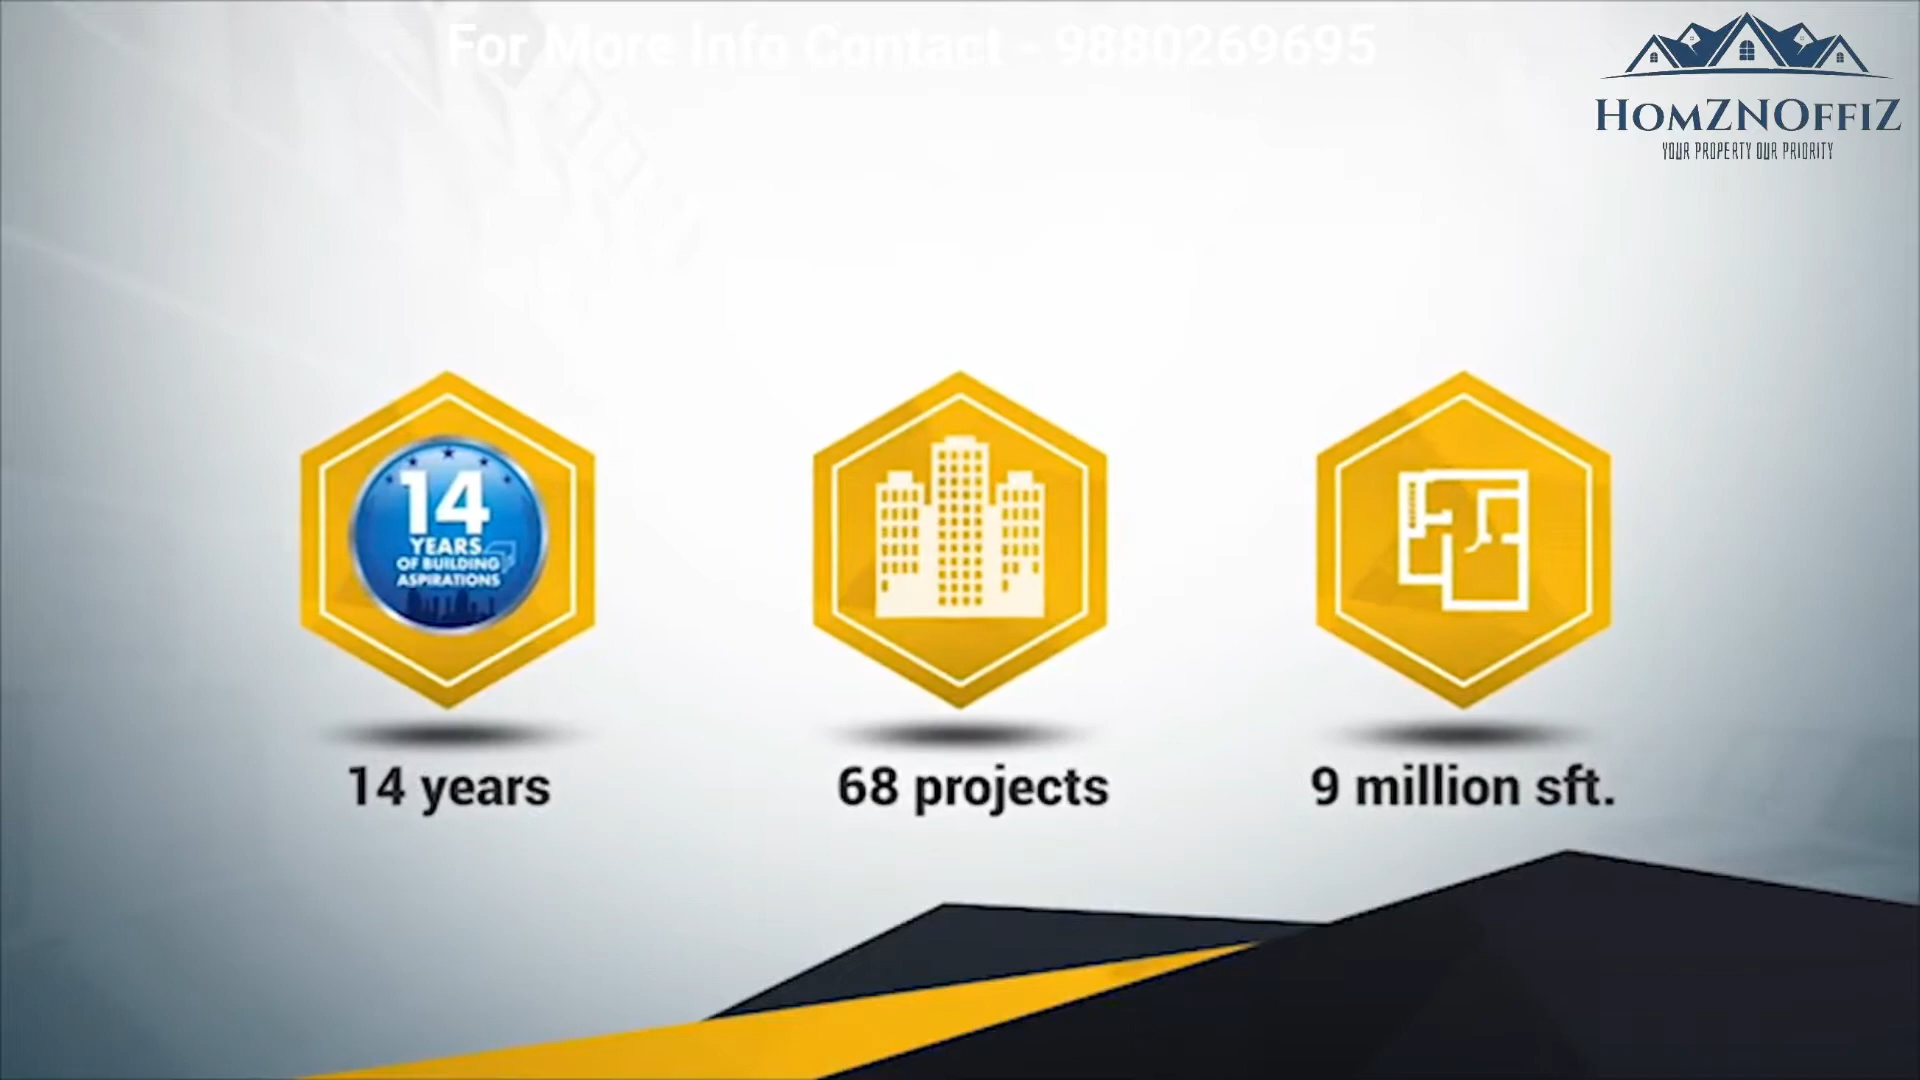 For More Info Contact - 9880269695
HOMZNOFFIZ
YOUR PROPERTY OUR PRIORITY
14
YEARS
OF BUILDING
ASPIRATIONS
14 years
68 projects
9 million sft.